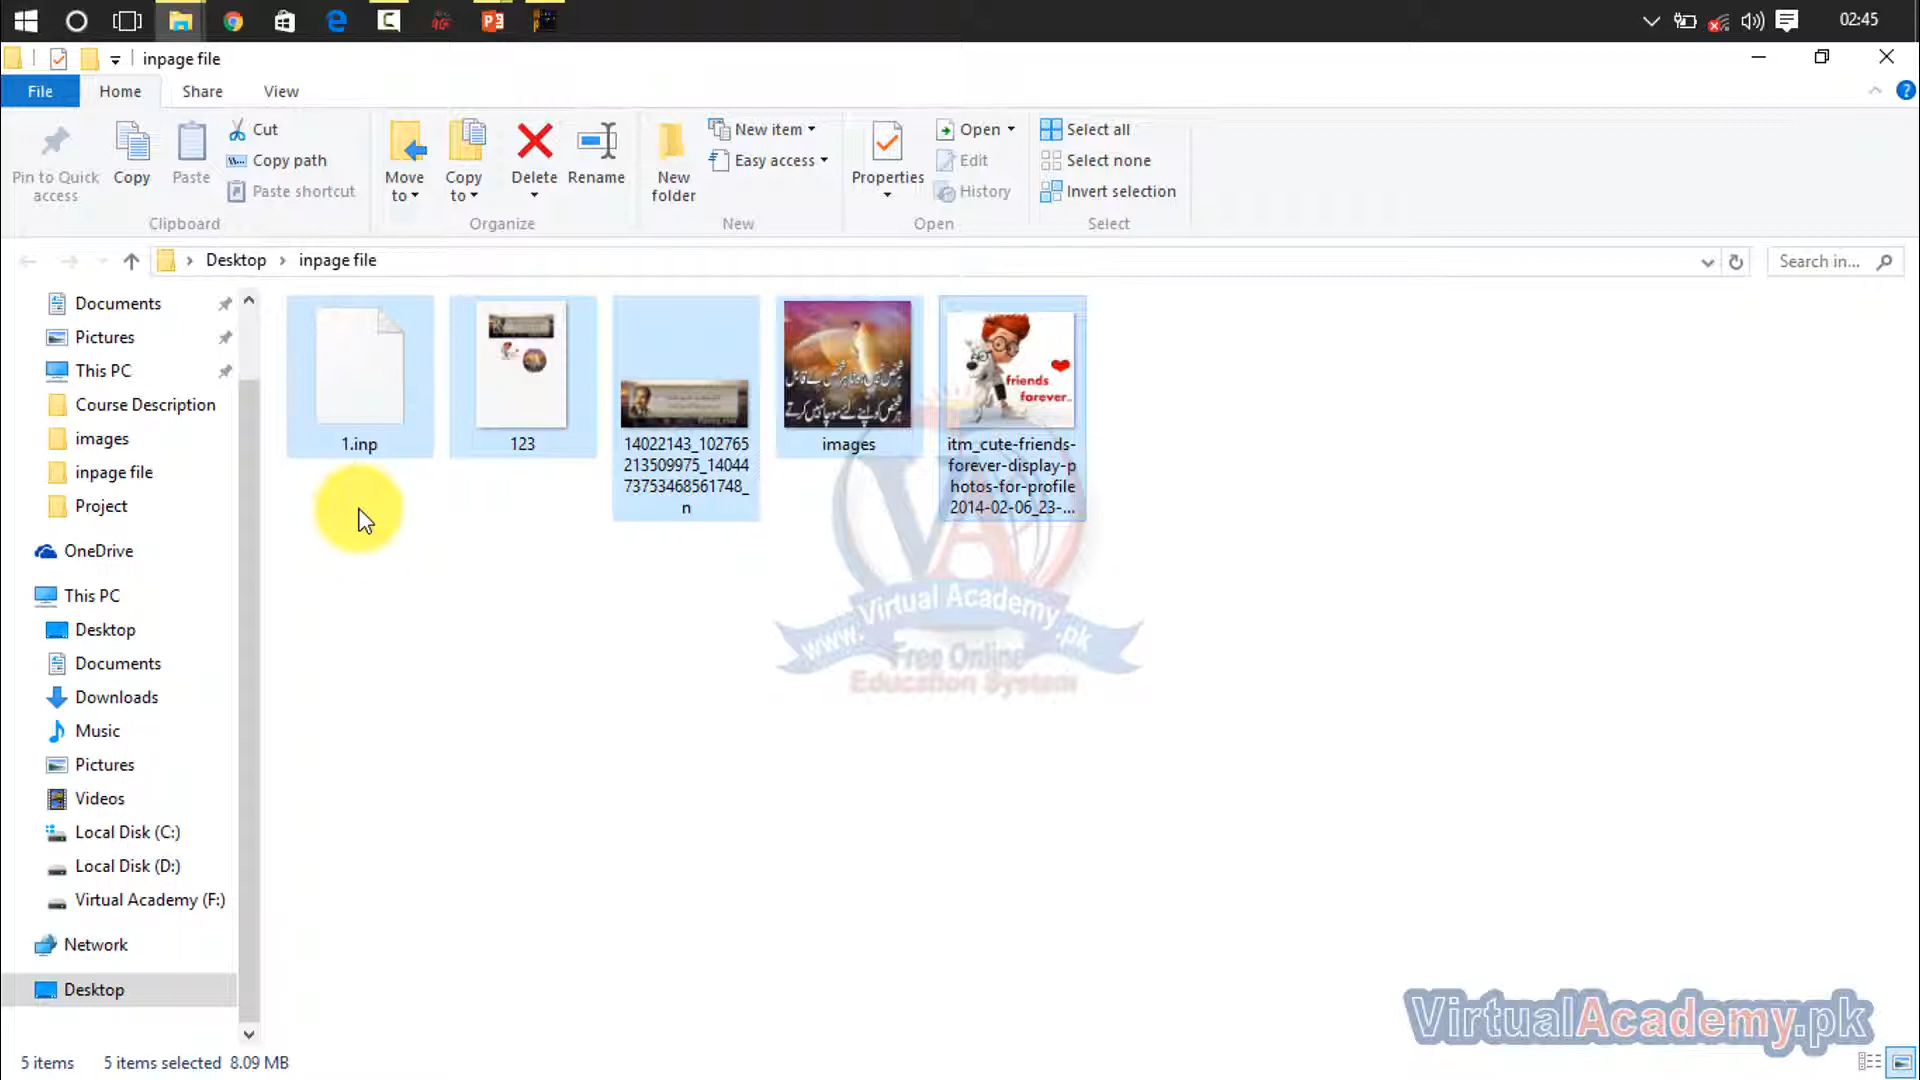 02:45
inpage file
File Home Share View
Pin to Quick access
Copy
Paste
Cut
Copy path
Paste shortcut
Clipboard
Move to
Copy to
Delete
Rename
Organize
New folder
New item
Easy access
New
Properties
Open
Edit
History
Open
Select all
Select none
Invert selection
Select
Desktop inpage file
Search in...
Documents
Pictures
This PC
Course Description
images
inpage file
Project
OneDrive
This PC
Desktop
Documents
Downloads
Music
Pictures
Videos
Local Disk (C:)
Local Disk (D:)
Virtual Academy (F:)
Network
Desktop
1.inp
123
14022143_102765
213509975_14044
73753468561748_
n
images
friends
forever..
itm_cute-friends-
forever-display-p
hotos-for-profile
2014-02-06_23-...
VA
www.VirtualAcademy.pk
Free Online
Education System
VirtualAcademy.pk
5 items 5 items selected 8.09 MB